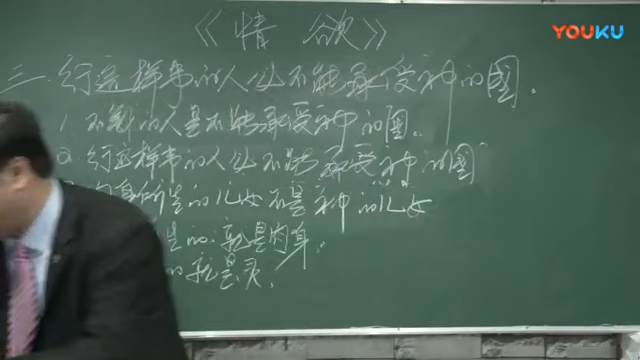 《情 欲》
三. 行这样事的人必不能承受神的国。
1. 不义的人是不能承受神的国。
2. 行这样事的人必不能承受神的国
肉身所生的儿女不是神的儿女
生的.就是肉身.
的就是灵.
YOUKU